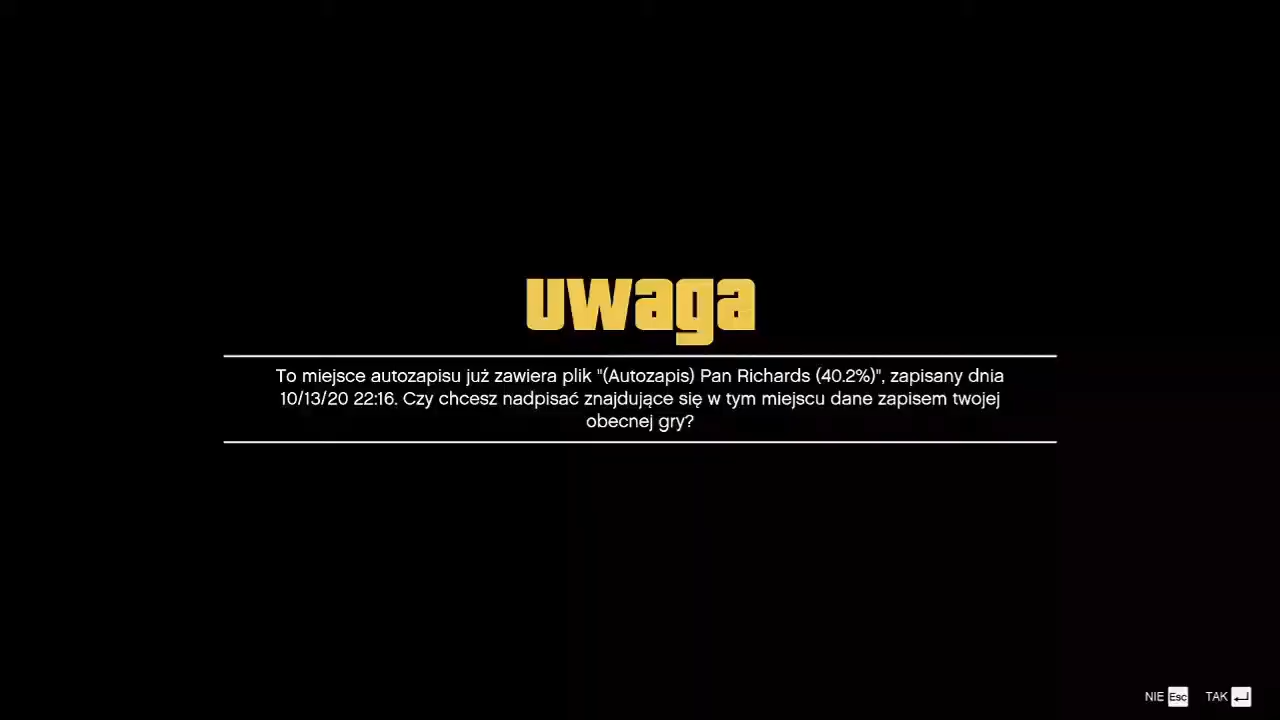 uwaga
To miejsce autozapisu już zawiera plik "(Autozapis) Pan Richards (40.2%)", zapisany dnia
10/13/20 22:16. Czy chcesz nadpisać znajdujące się w tym miejscu dane zapisem twojej
obecnej gry?
NIE Esc TAK